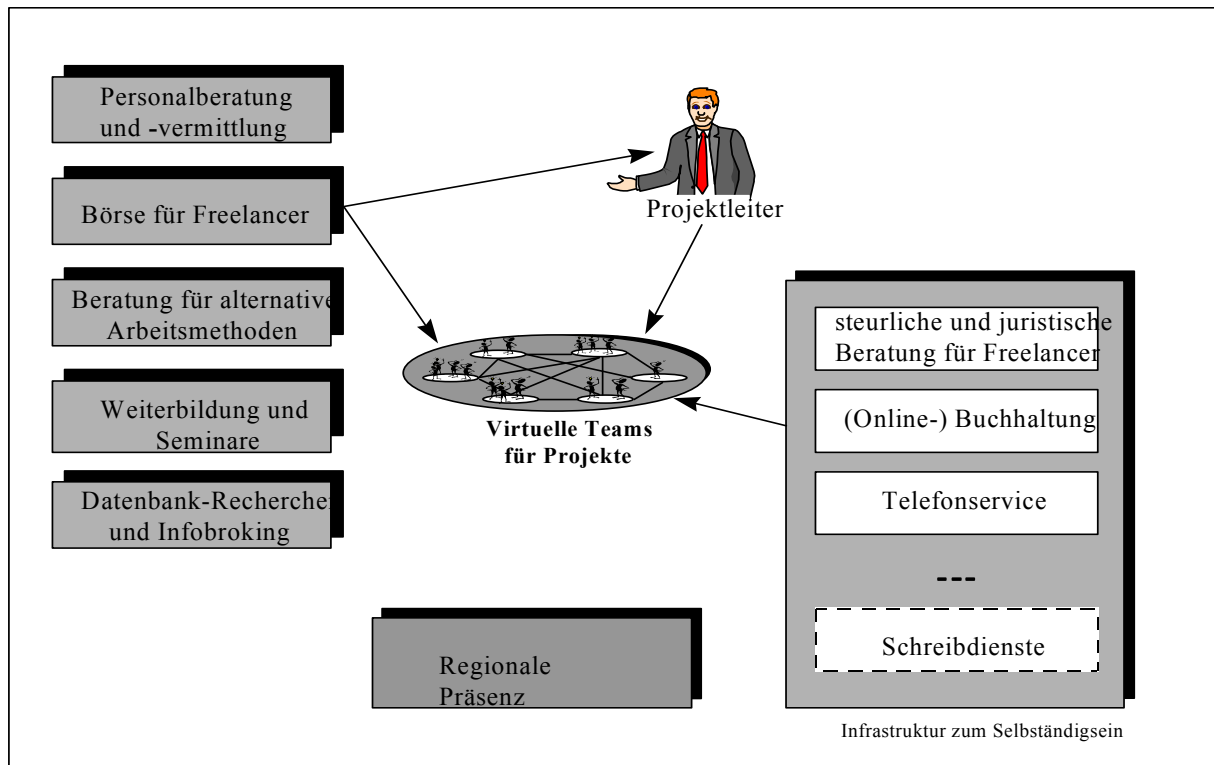 Personalberatung
und -vermittlung
Börse für Freelancer
Beratung für alternative
Arbeitsmethoden
Weiterbildung und
Seminare
Datenbank-Recherchen
und Infobroking
Projektleiter
Virtuelle Teams
für Projekte
Regionale
Präsenz
steurliche und juristische
Beratung für Freelancer
(Online-) Buchhaltung
Telefonservice
---
Schreibdienste
Infrastruktur zum Selbständigsein